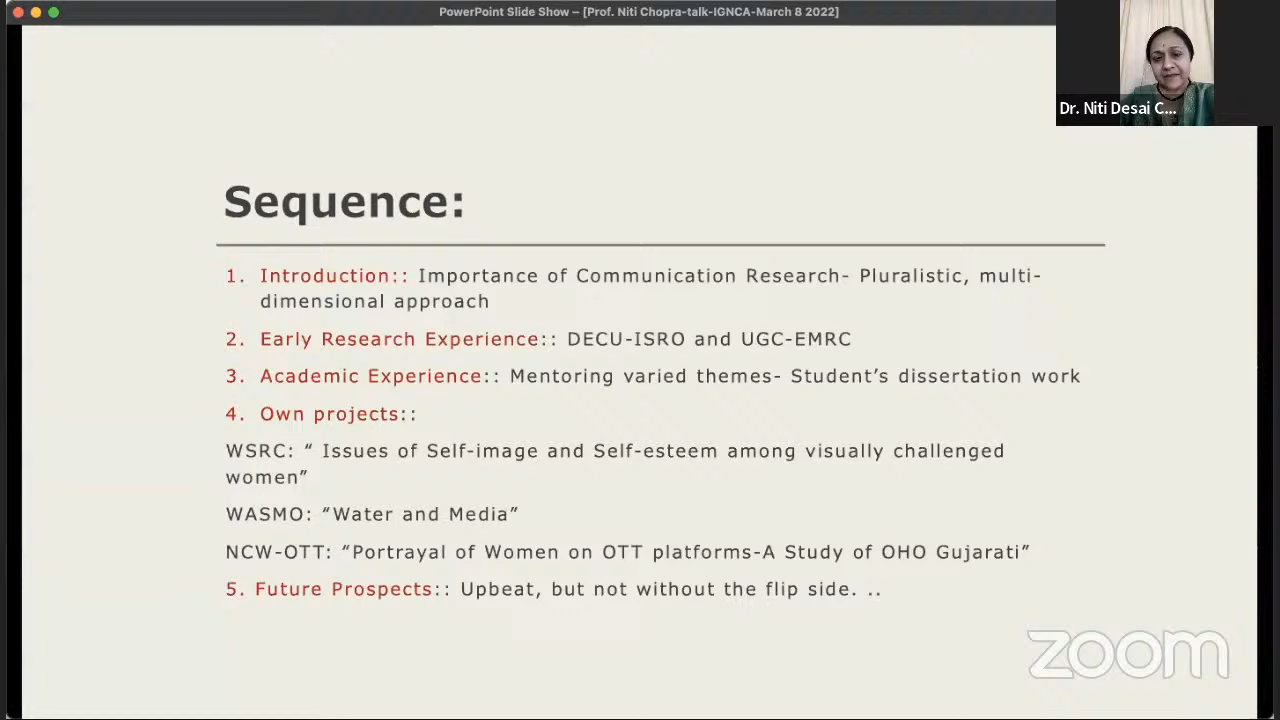 PowerPoint Slide Show – [Prof. Niti Chopra-talk-IGNCA-March 8 2022]
Dr. Niti Desai C...
Sequence:
1. Introduction:: Importance of Communication Research- Pluralistic, multi-
dimensional approach
2. Early Research Experience:: DECU-ISRO and UGC-EMRC
3. Academic Experience:: Mentoring varied themes- Student’s dissertation work
4. Own projects::
WSRC: “ Issues of Self-image and Self-esteem among visually challenged
women”
WASMO: “Water and Media”
NCW-OTT: “Portrayal of Women on OTT platforms-A Study of OHO Gujarati”
5. Future Prospects:: Upbeat, but not without the flip side. ..
zoom